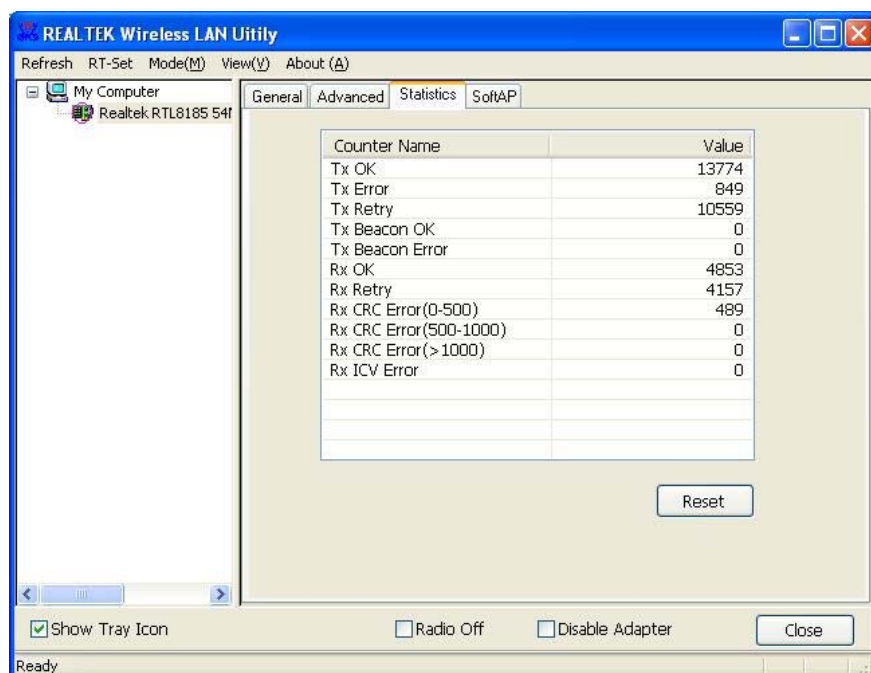 REALTEK Wireless LAN Uitily
Refresh RT-Set Mode(M) View(V) About (A)
My Computer
Realtek RTL8185 54
General Advanced Statistics SoftAP
Counter Name Value
Tx OK 13774
Tx Error 849
Tx Retry 10559
Tx Beacon OK 0
Tx Beacon Error 0
Rx OK 4853
Rx Retry 4157
Rx CRC Error(0-500) 489
Rx CRC Error(500-1000) 0
Rx CRC Error(>1000) 0
Rx ICV Error 0
Reset
Show Tray Icon Radio Off Disable Adapter Close
Ready